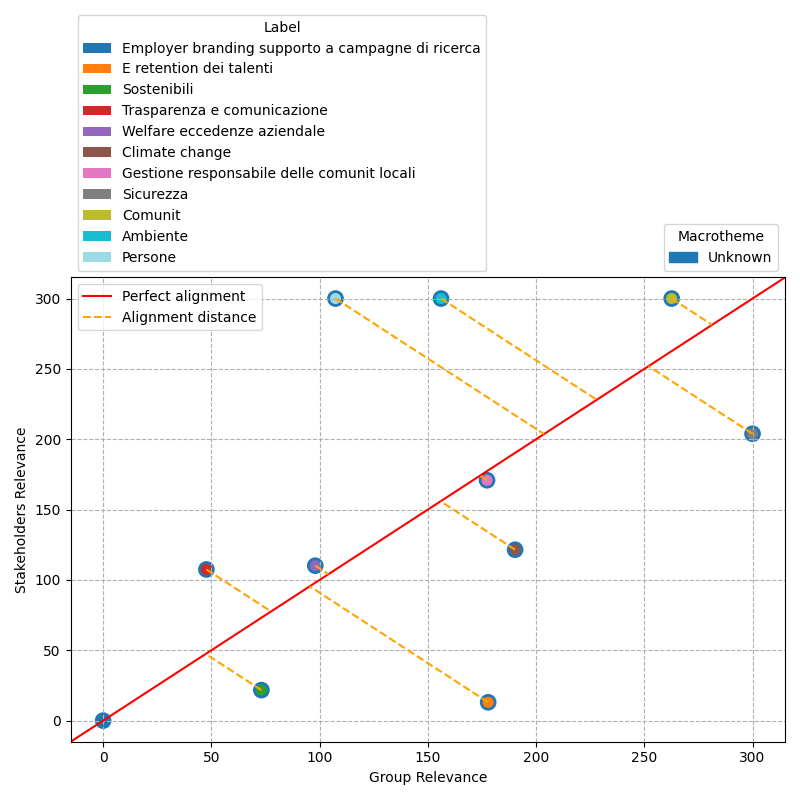 Label
Employer branding supporto a campagne di ricerca
E retention dei talenti
Sostenibili
Trasparenza e comunicazione
Welfare eccedenze aziendale
Climate change
Gestione responsabile delle comunit locali
Sicurezza
Comunit
Ambiente
Persone
Macrotheme
Unknown
Perfect alignment
Alignment distance
300
250
200
150
100
50
0
Stakeholders Relevance
0 50 100 150 200 250 300
Group Relevance